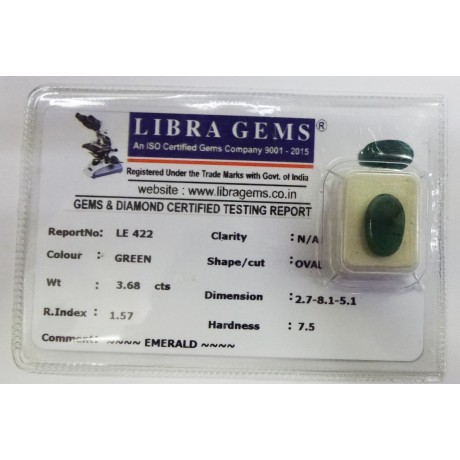 LIBRA GEMS®
An ISO Certified Gems Company 9001 - 2015
Registered Under the Trade Marks with Govt. of India
website : www.libragems.co.in
GEMS & DIAMOND CERTIFIED TESTING REPORT
ReportNo: LE 422 Clarity : N/A
Colour : GREEN Shape/cut : OVAL
Wt : 3.68 cts Dimension : 2.7-8.1-5.1
R.Index : 1.57 Hardness : 7.5
Comment: ~~~~ EMERALD ~~~~